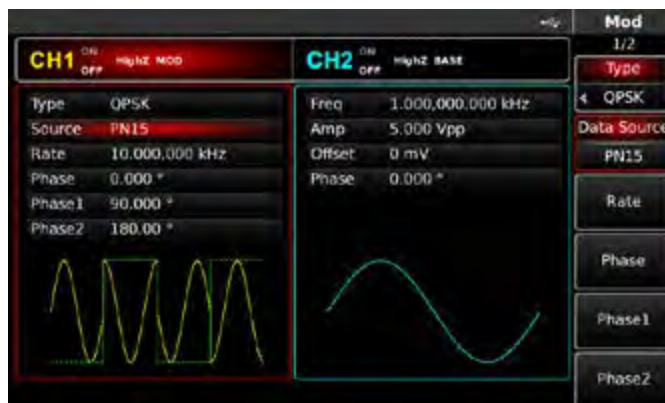 Mod
1/2
CH1 ON OFF HighZ MOD
CH2 ON OFF HighZ BASE
Type
QPSK
Data Source
PN15
Rate
Phase
Phase1
Phase2
Type QPSK
Source PN15
Rate 10.000,000 kHz
Phase 0.000 °
Phase1 90.000 °
Phase2 180.00 °
Freq 1.000,000,000 kHz
Amp 5.000 Vpp
Offset 0 mV
Phase 0.000 °